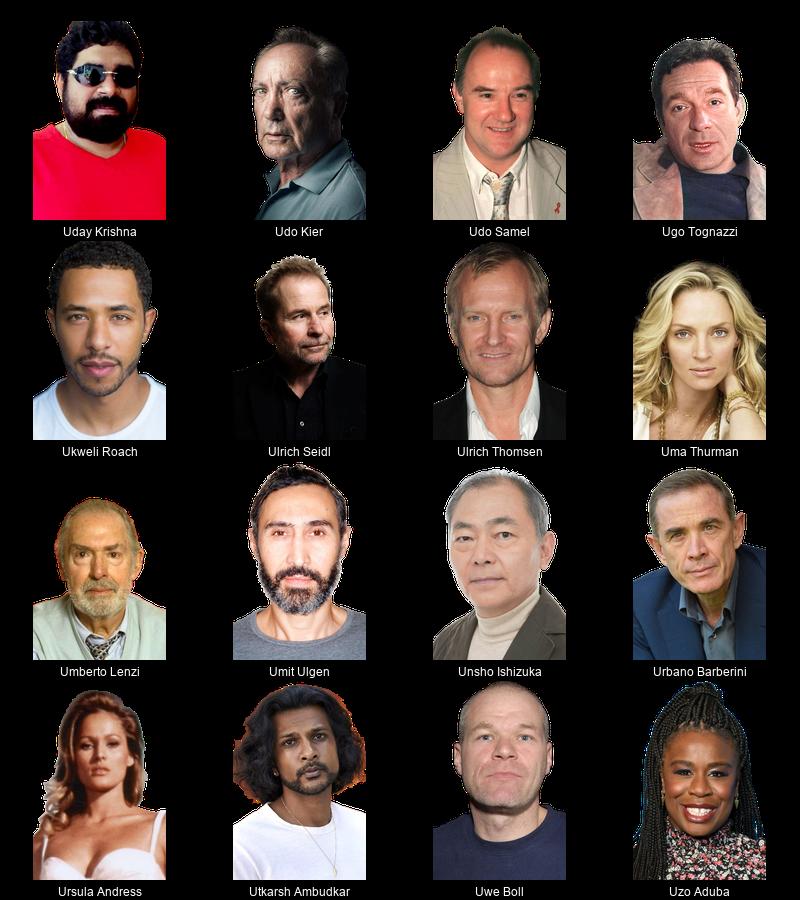 Uday Krishna
Udo Kier
Udo Samel
Ugo Tognazzi
Ukweli Roach
Ulrich Seidl
Ulrich Thomsen
Uma Thurman
Umberto Lenzi
Umit Ulgen
Unsho Ishizuka
Urbano Barberini
Ursula Andress
Utkarsh Ambudkar
Uwe Boll
Uzo Aduba